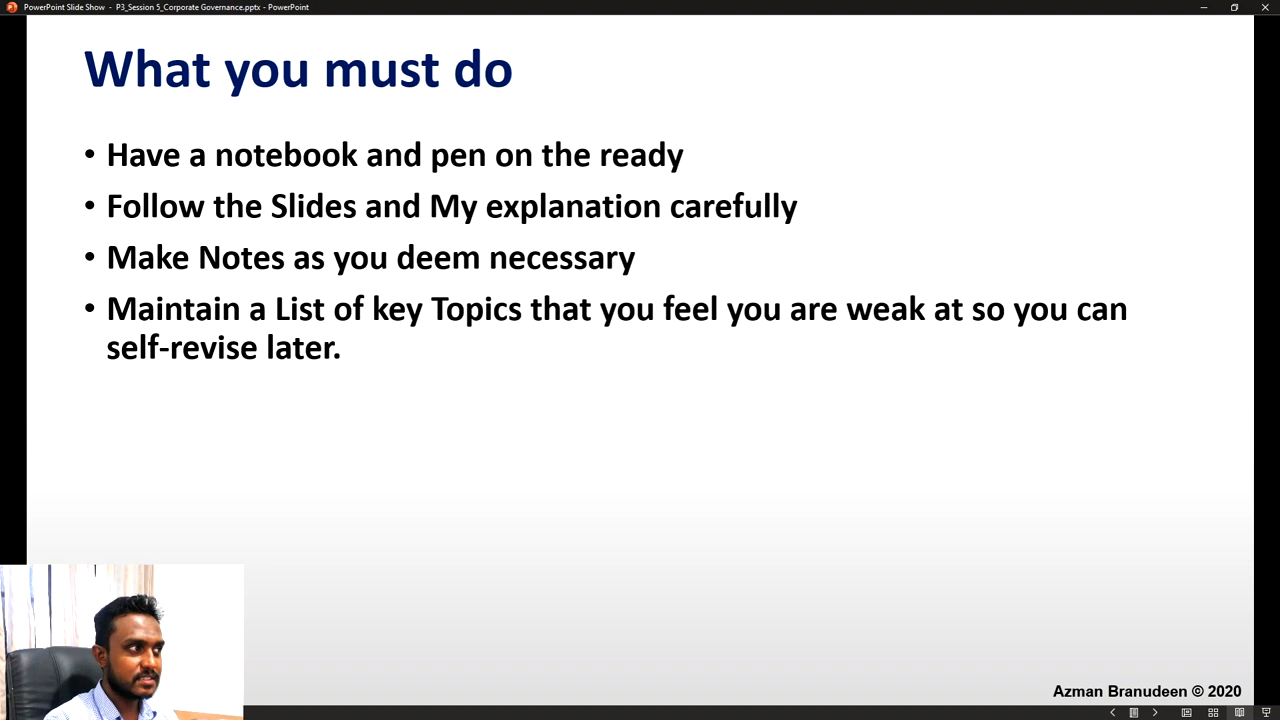 PowerPoint Slide Show - P3_Session 5_Corporate Governance.pptx - PowerPoint
What you must do
• Have a notebook and pen on the ready
• Follow the Slides and My explanation carefully
• Make Notes as you deem necessary
• Maintain a List of key Topics that you feel you are weak at so you can
self-revise later.
Azman Branudeen © 2020